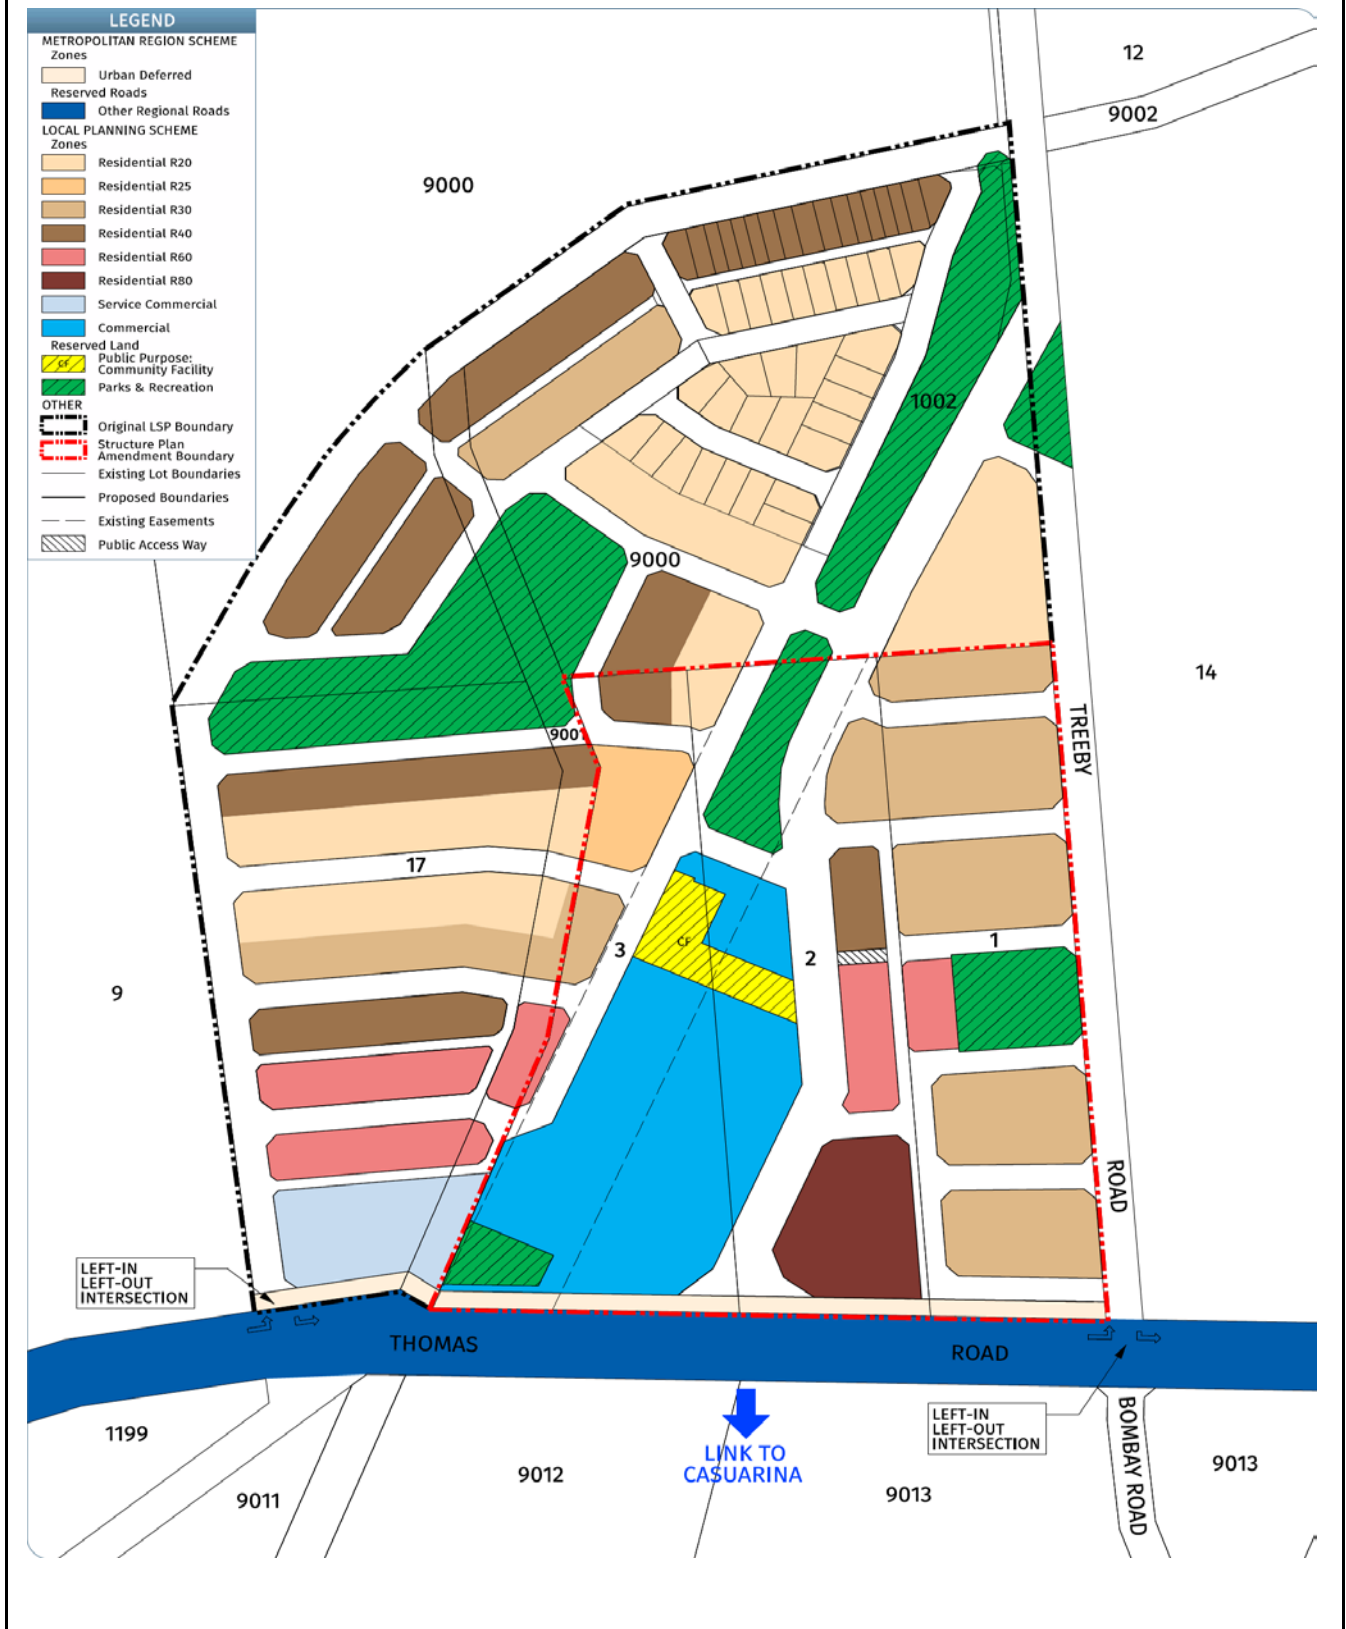 LEGEND
METROPOLITAN REGION SCHEME
Zones
Urban Deferred
Reserved Roads
Other Regional Roads
LOCAL PLANNING SCHEME
Zones
Residential R20
Residential R25
Residential R30
Residential R40
Residential R60
Residential R80
Service Commercial
Commercial
Reserved Land
CF
Public Purpose:
Community Facility
Parks & Recreation
OTHER
Original LSP Boundary
Structure Plan
Amendment Boundary
Existing Lot Boundaries
Proposed Boundaries
Existing Easements
Public Access Way
12
9002
9000
1002
9000
14
TREEBY
9001
17
3
CF
2
1
9
ROAD
LEFT-IN
LEFT-OUT
INTERSECTION
THOMAS
ROAD
1199
9011
9012
LINK TO
CASUARINA
9013
LEFT-IN
LEFT-OUT
INTERSECTION
BOMBAY ROAD
9013